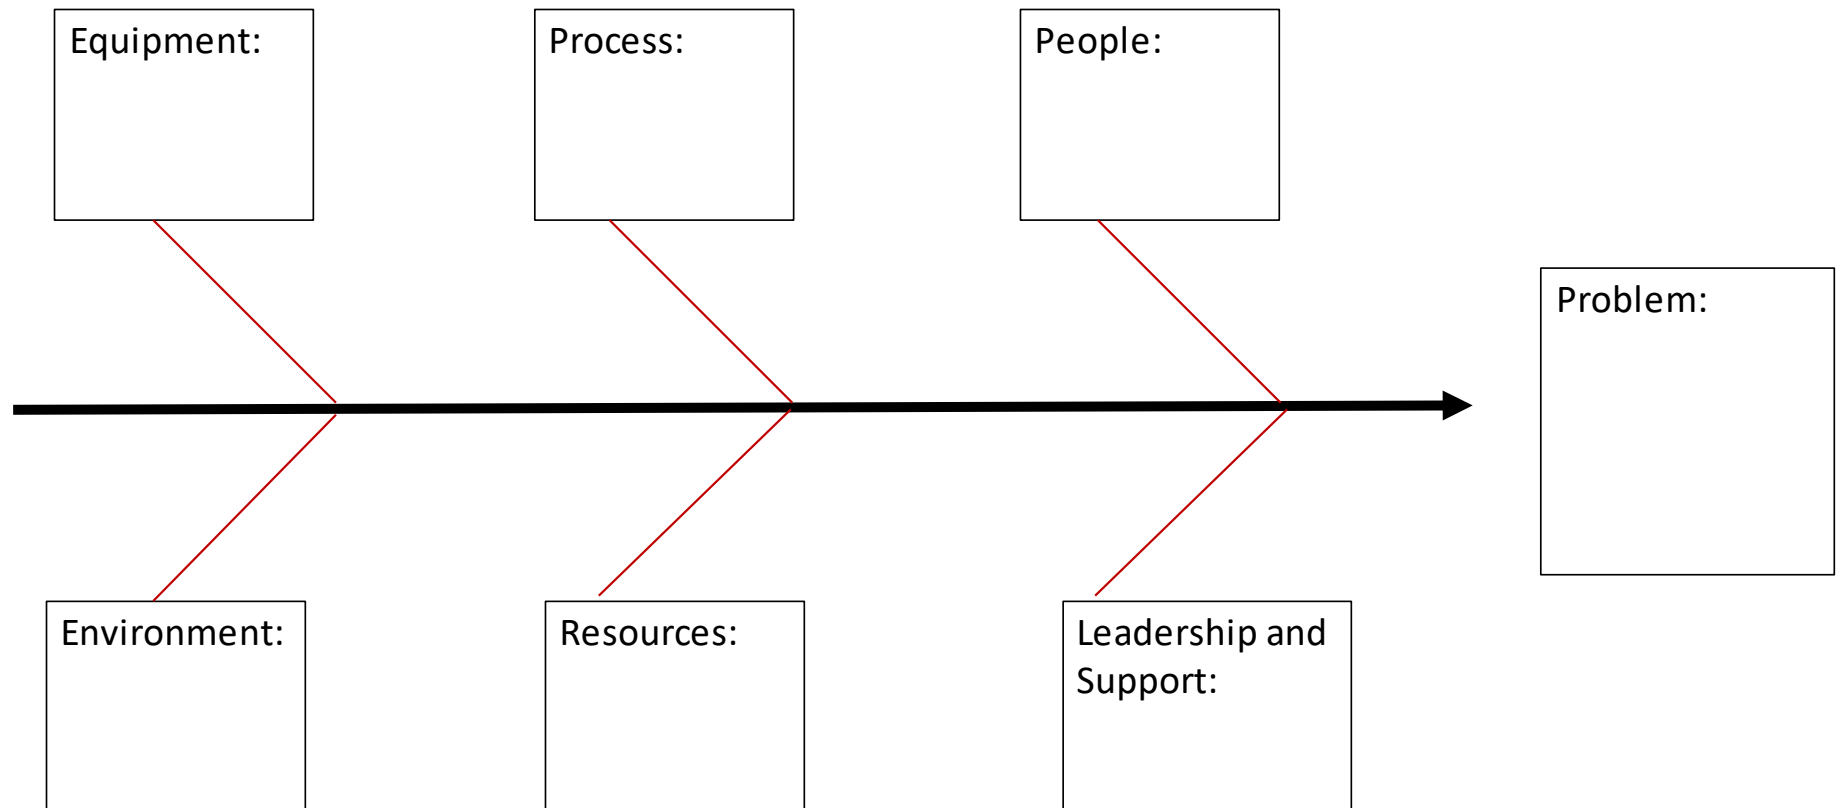 Equipment:
Process:
People:
Problem:
Environment:
Resources:
Leadership and
Support: